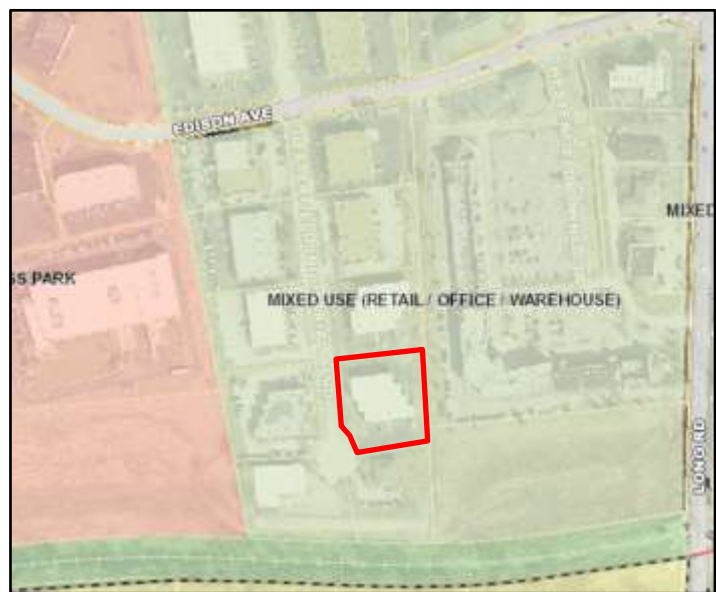 EDISON AVE
MIXED
SS PARK
MIXED USE (RETAIL / OFFICE / WAREHOUSE)
LONG RD